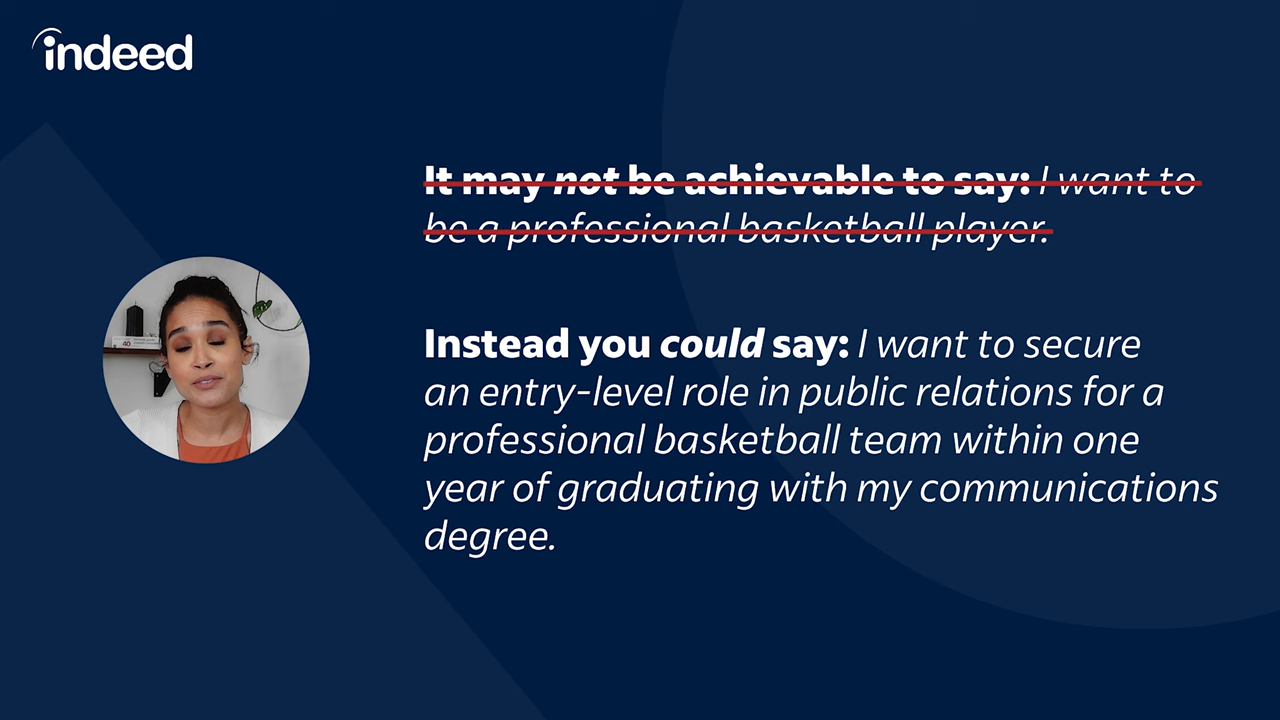 indeed
It may not be achievable to say: I want to
be a professional basketball player.
40
Instead you could say: I want to secure
an entry-level role in public relations for a
professional basketball team within one
year of graduating with my communications
degree.